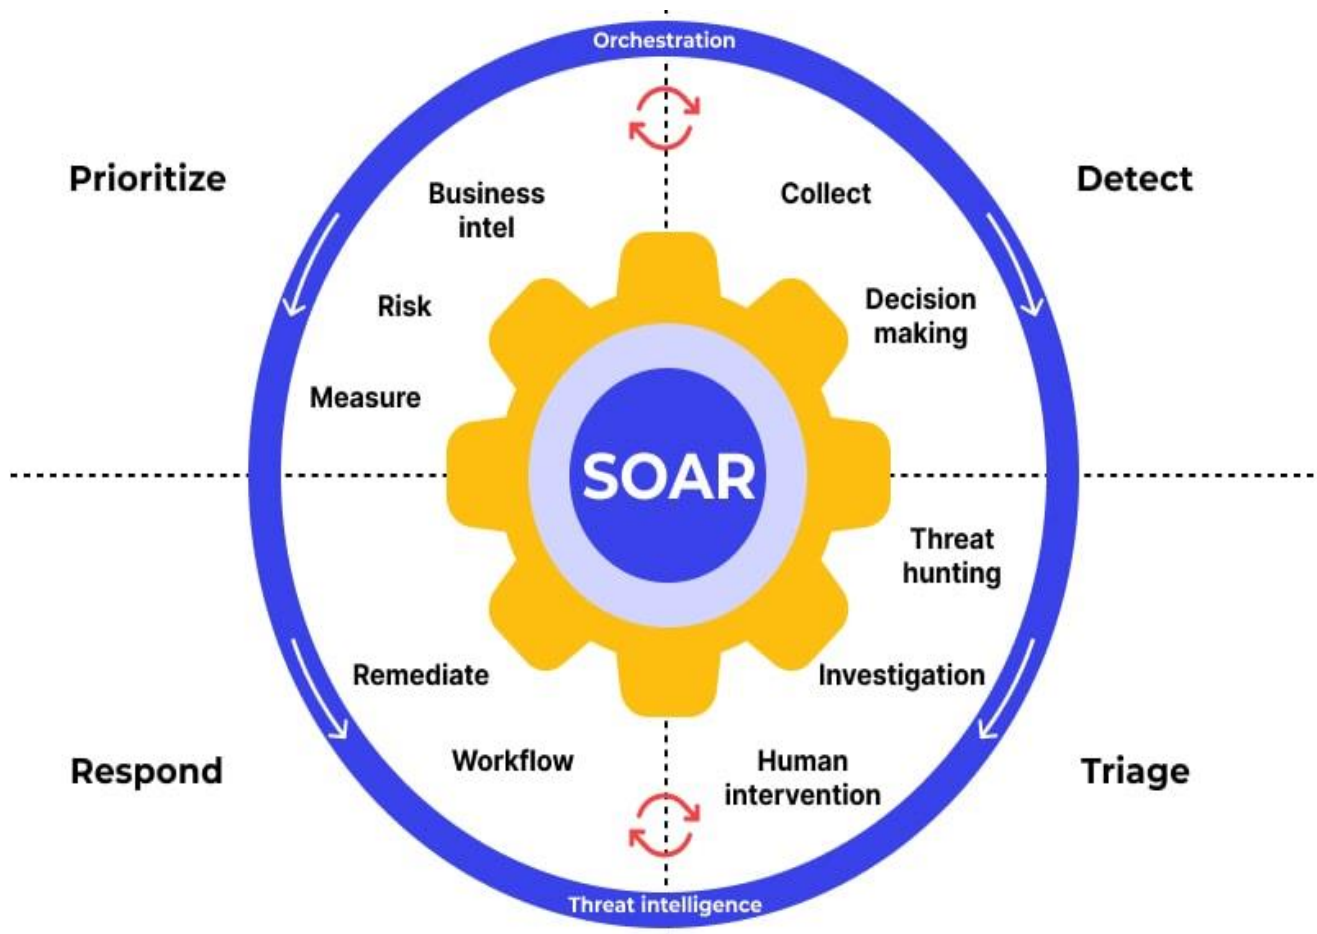 Orchestration
Prioritize
Detect
Business
intel
Collect
Risk
Decision
making
Measure
SOAR
Threat
hunting
Remediate
Investigation
Workflow
Human
intervention
Respond
Triage
Threat intelligence